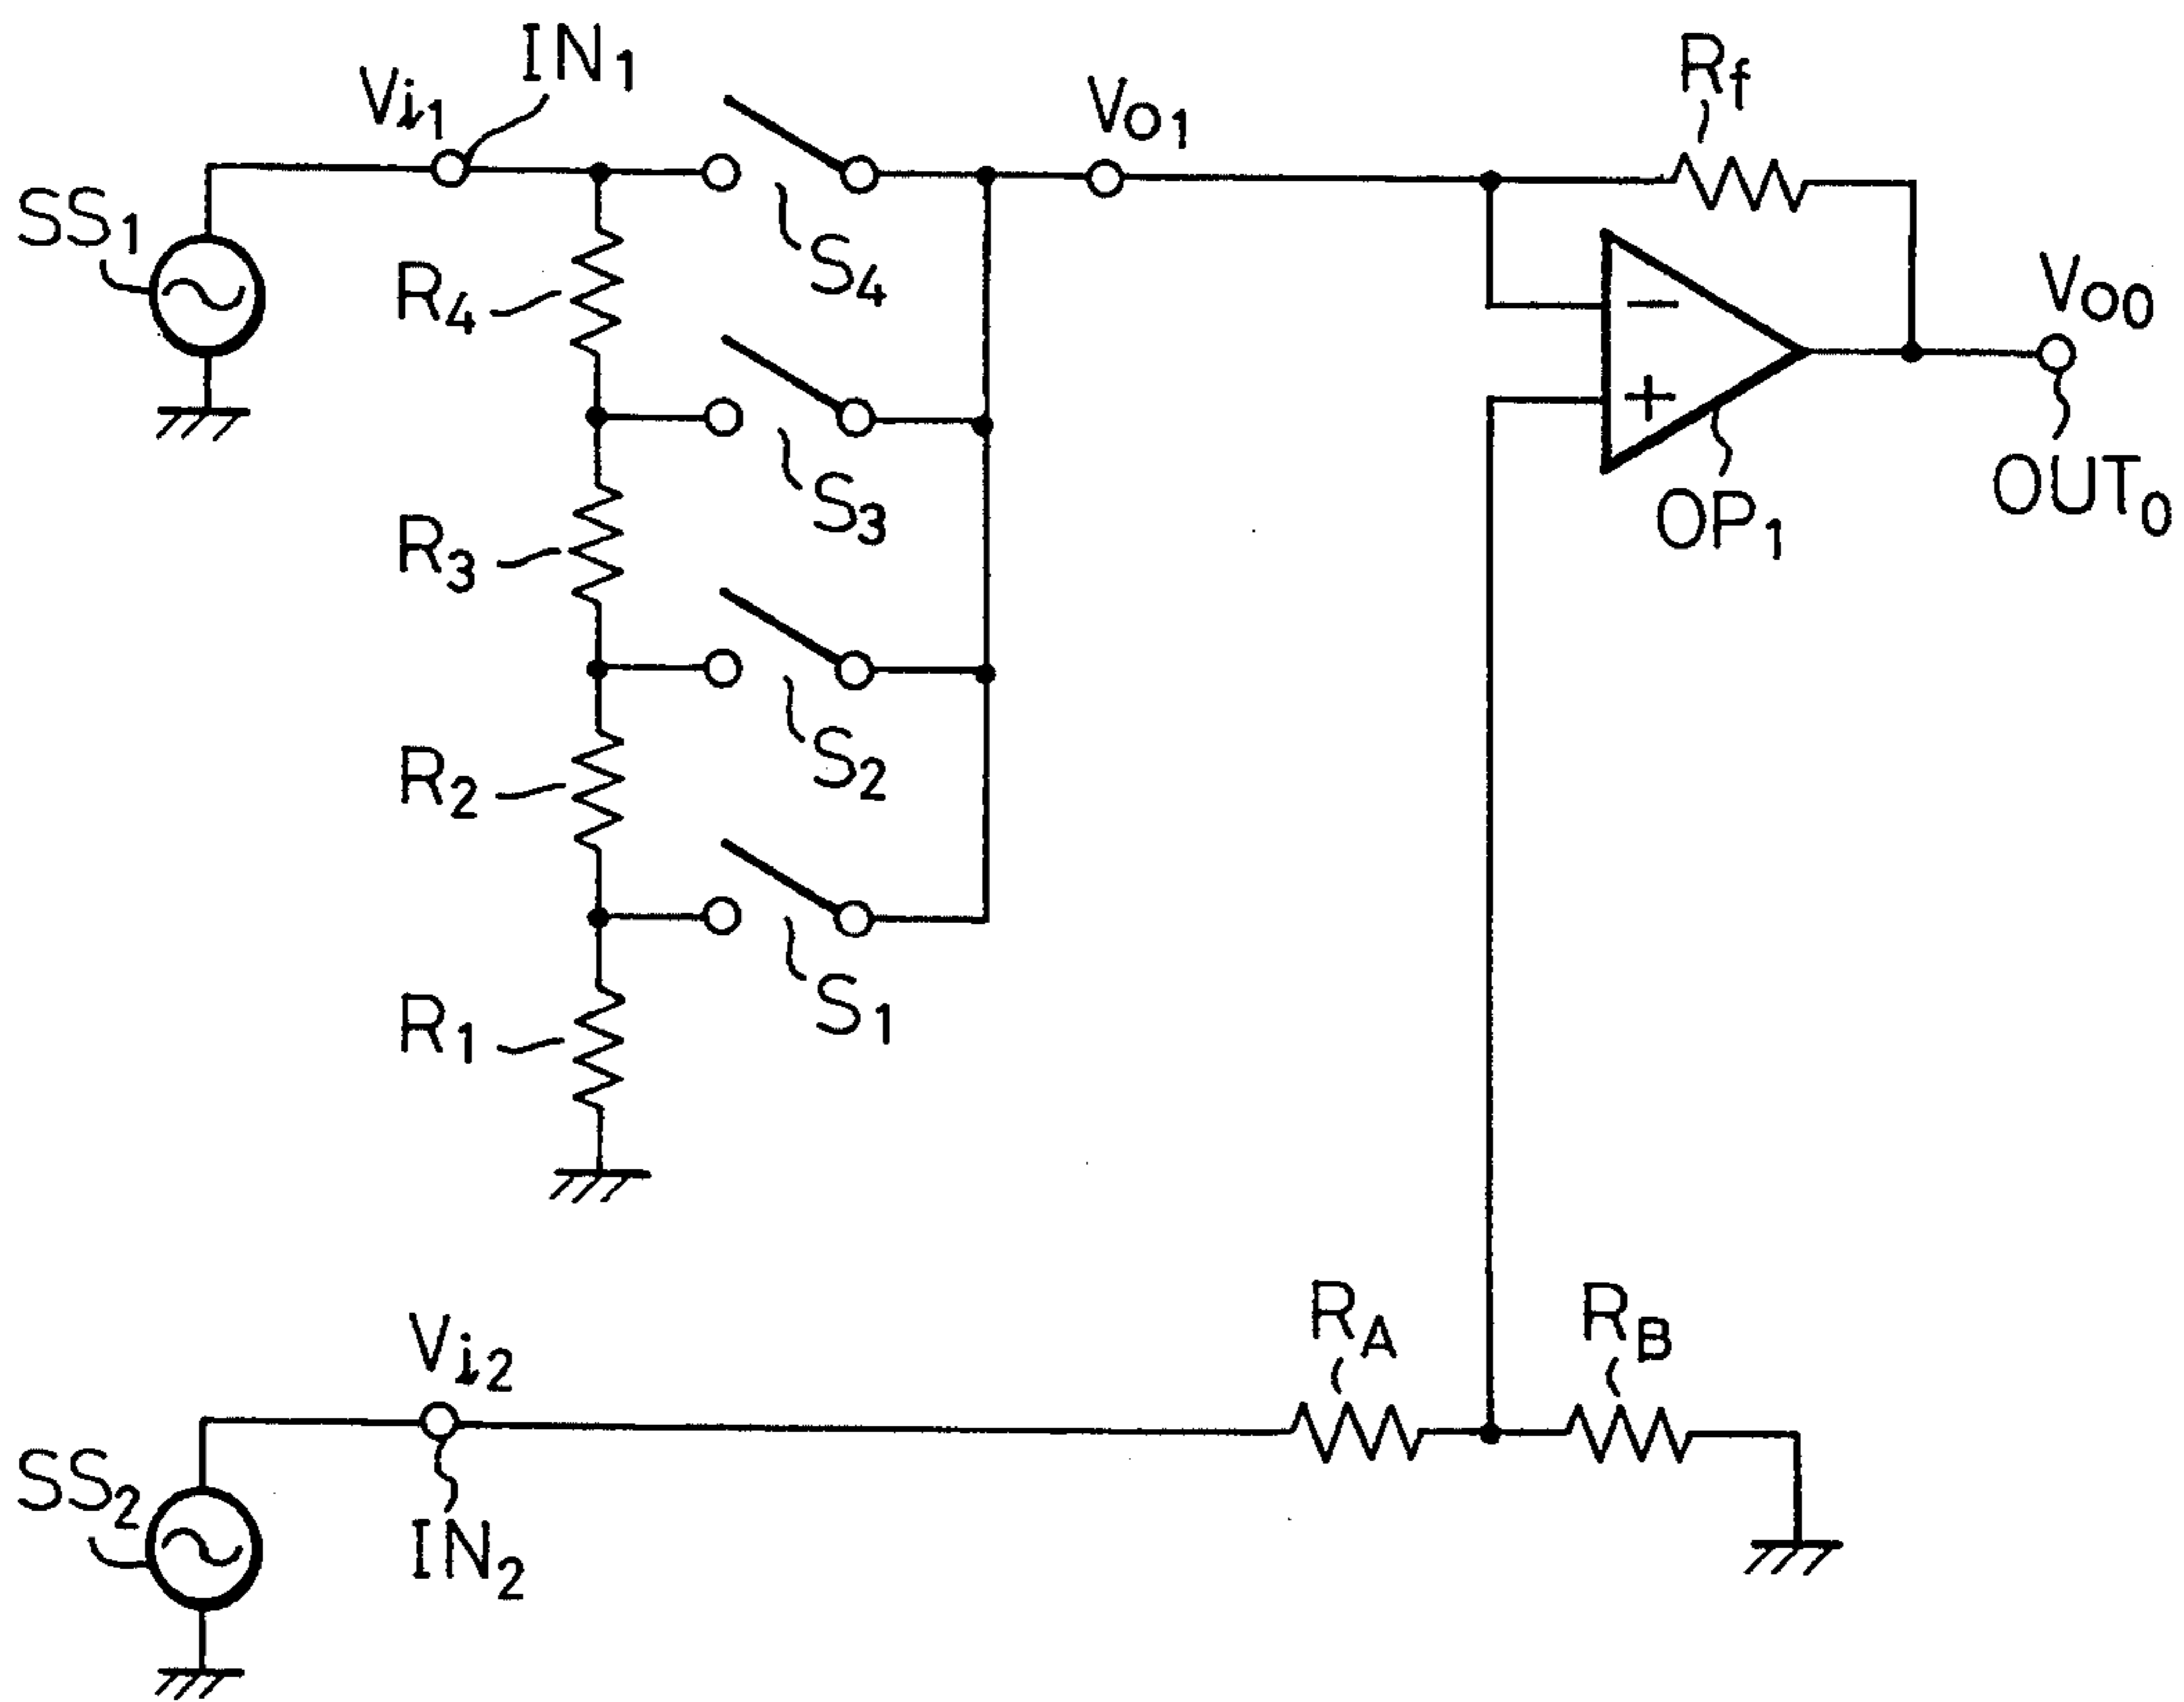 IN1
Vi1
Vo1
Rf
SS1
S4
R4
Vo0
−
+
S3
OUT0
OP1
R3
S2
R2
S1
R1
RA
RB
Vi2
SS2
IN2